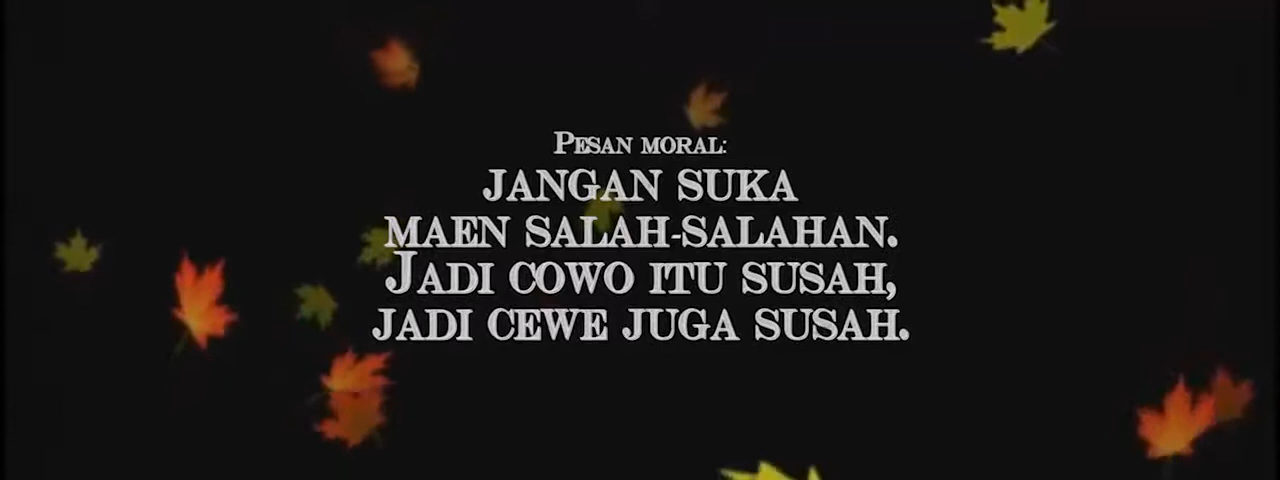 Pesan moral:
JANGAN SUKA
MAEN SALAH-SALAHAN.
JADI COWO ITU SUSAH,
JADI CEWE JUGA SUSAH.